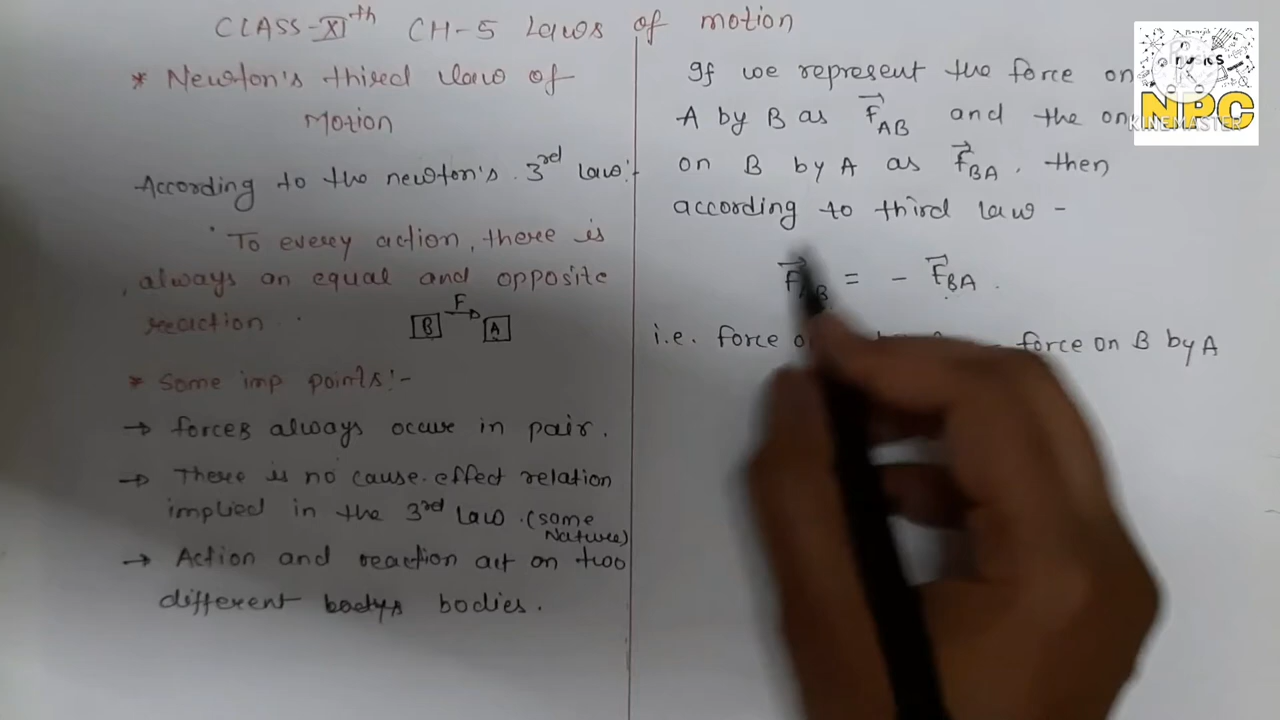 CLASS-XIth CH-5 Laws of motion
* Newton's third law of
Motion
According to the newton's 3rd law:-
To every action, there is
always an equal and opposite
reaction.
F
B A
* Some imp points:-
→ forces always occur in pair.
→ There is no cause-effect relation
implied in the 3rd law. (same
Nature)
→ Action and reaction act on two
different bodies.
If we represent the force on
A by B as F⃗AB and the on
on B by A as F⃗BA, then
according to third law -
F⃗AB = - F⃗BA.
i.e. force on force on B by A
Physics
NPC
KINEMASTER